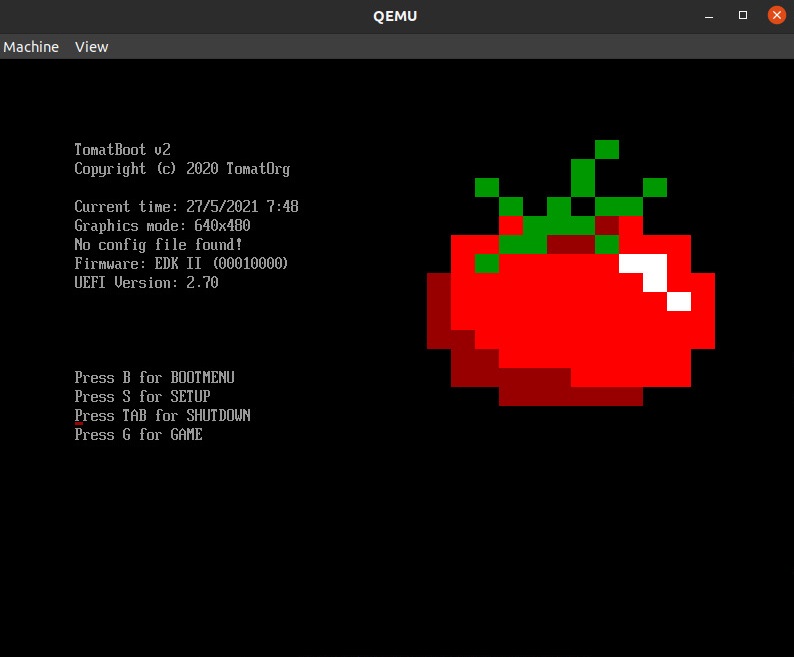 QEMU
Machine View
TomatBoot v2
Copyright (c) 2020 TomatOrg
Current time: 27/5/2021 7:48
Graphics mode: 640x480
No config file found!
Firmware: EDK II (00010000)
UEFI Version: 2.70
Press B for BOOTMENU
Press S for SETUP
Press TAB for SHUTDOWN
Press G for GAME